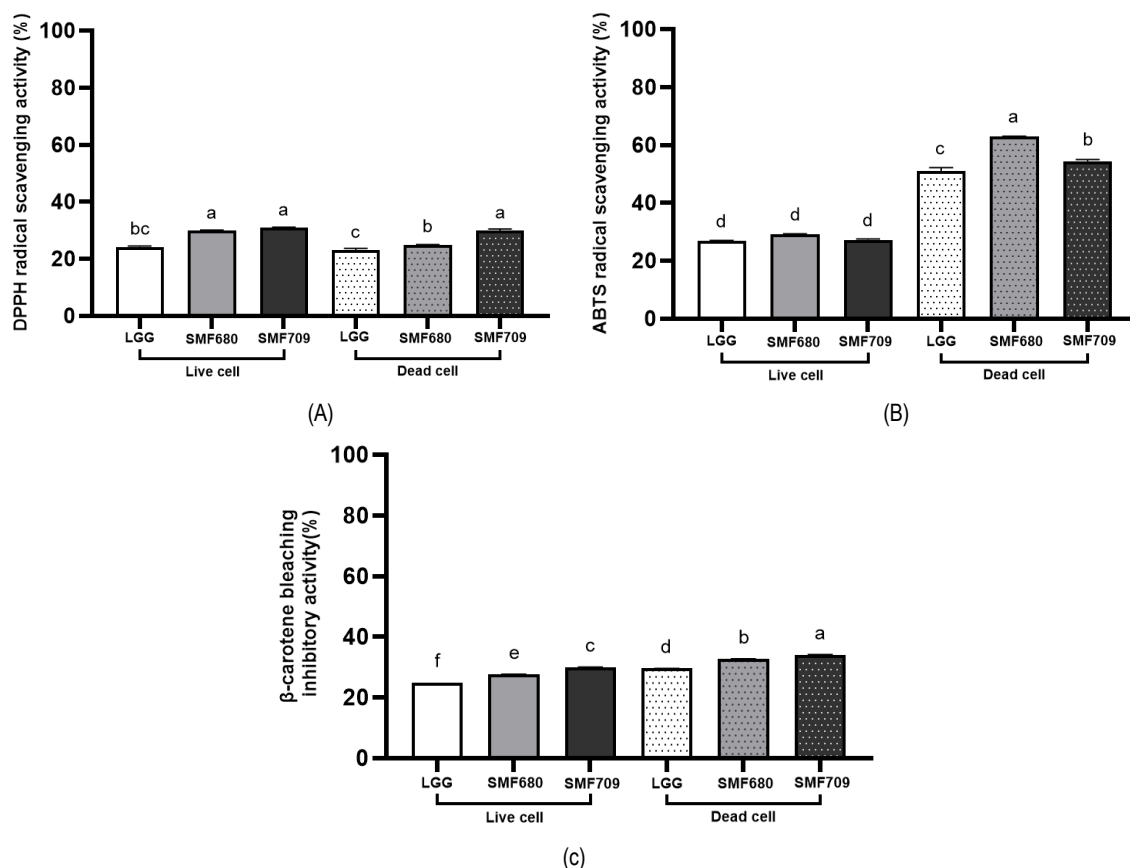 DPPH radical scavenging activity (%)
100
80
60
40
20
0
bc
a
a
c
b
a
LGG
SMF680
SMF709
LGG
SMF680
SMF709
Live cell
Dead cell
(A)
ABTS radical scavenging activity (%)
100
80
60
40
20
0
d
d
d
c
a
b
LGG
SMF680
SMF709
LGG
SMF680
SMF709
Live cell
Dead cell
(B)
β-carotene bleaching
inhibitory activity(%)
100
80
60
40
20
0
f
e
c
d
b
a
LGG
SMF680
SMF709
LGG
SMF680
SMF709
Live cell
Dead cell
(c)